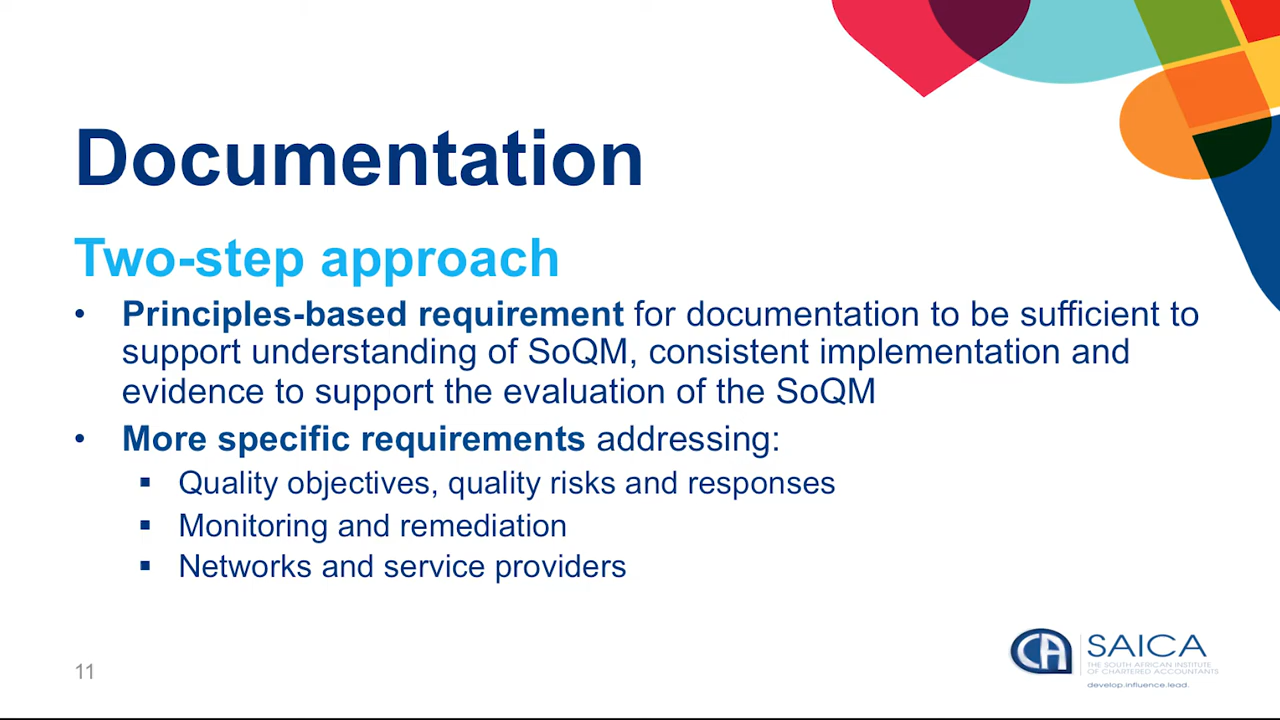 Documentation
Two-step approach
• Principles-based requirement for documentation to be sufficient to
support understanding of SoQM, consistent implementation and
evidence to support the evaluation of the SoQM
• More specific requirements addressing:
▪ Quality objectives, quality risks and responses
▪ Monitoring and remediation
▪ Networks and service providers
11
CA
SAICA
THE SOUTH AFRICAN INSTITUTE
OF CHARTERED ACCOUNTANTS
develop.influence.lead.